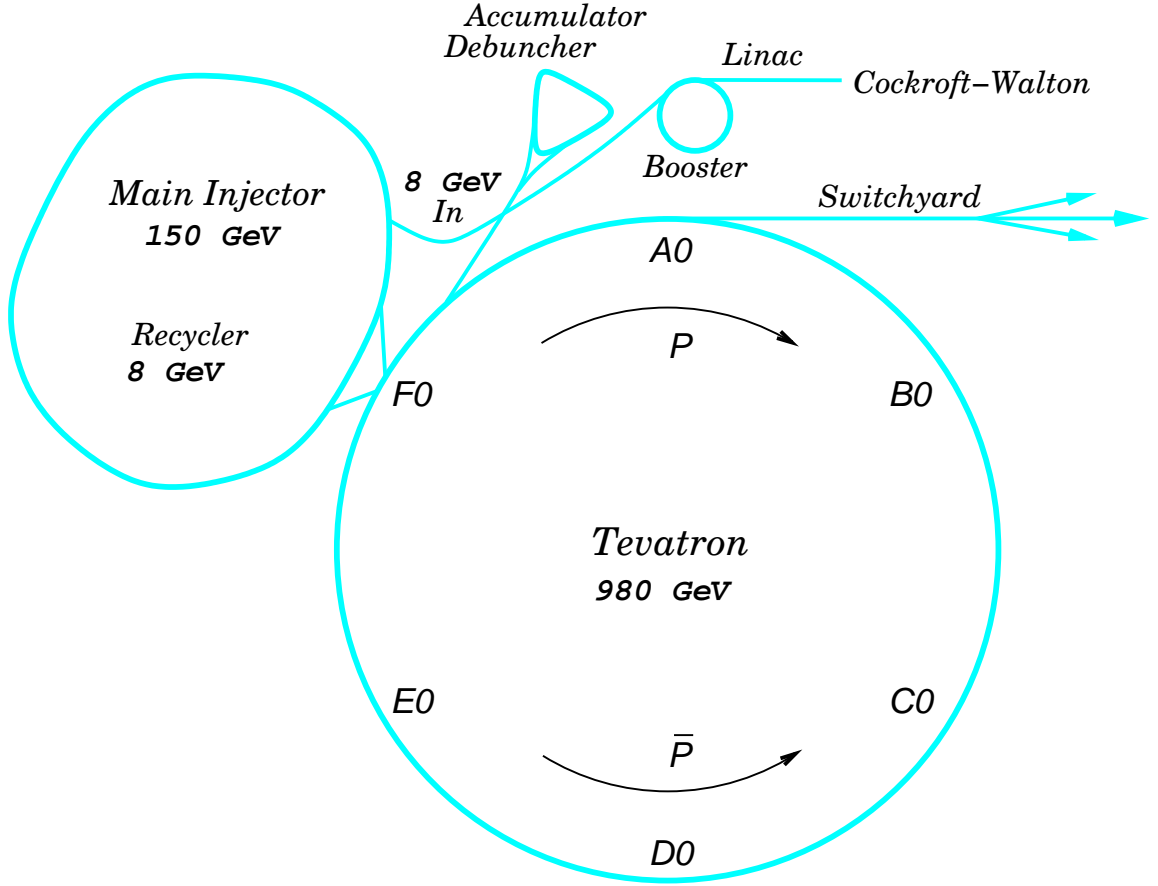 Accumulator
Debuncher
Linac
Cockroft–Walton
Booster
Main Injector
150 GeV
8 GeV
In
Switchyard
A0
P
Recycler
8 GeV
F0
B0
Tevatron
980 GeV
E0
C0
P̅
D0